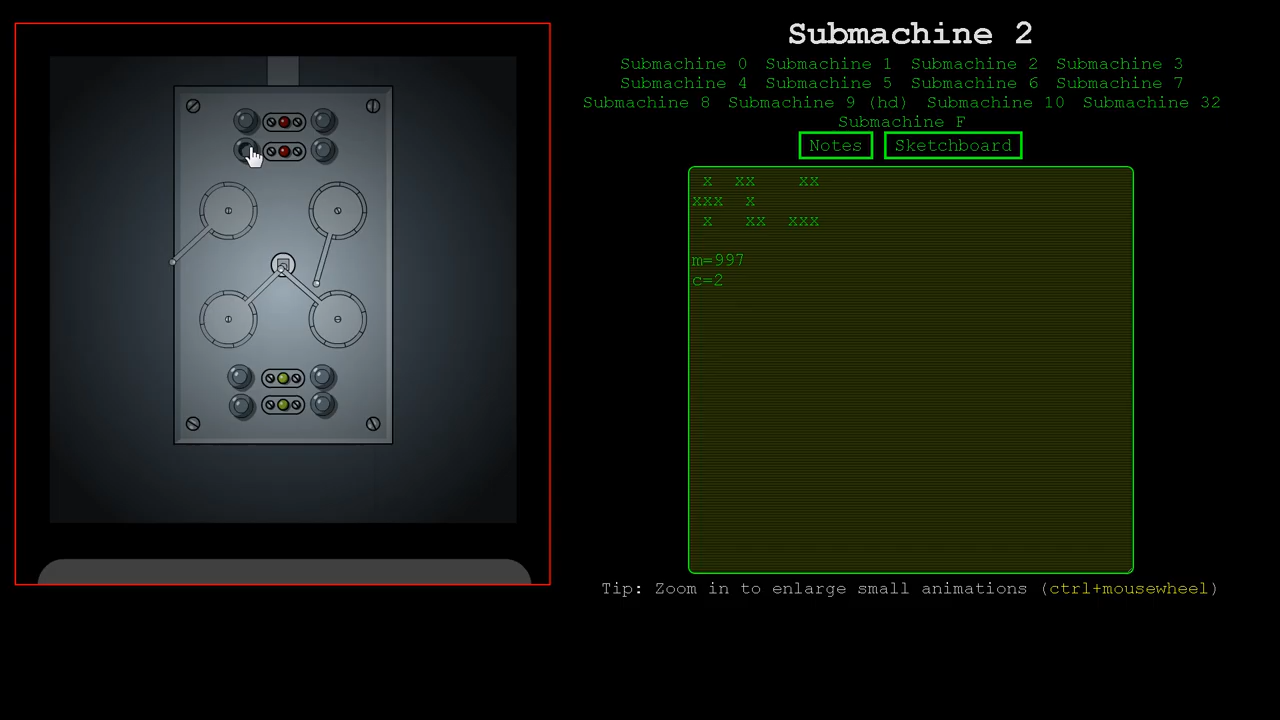 Submachine 2
Submachine 0 Submachine 1 Submachine 2 Submachine 3
Submachine 4 Submachine 5 Submachine 6 Submachine 7
Submachine 8 Submachine 9 (hd) Submachine 10 Submachine 32
Submachine F
Notes Sketchboard
x xx xx
xxx x
x xx xxx
m=997
c=2
Tip: Zoom in to enlarge small animations (ctrl+mousewheel)